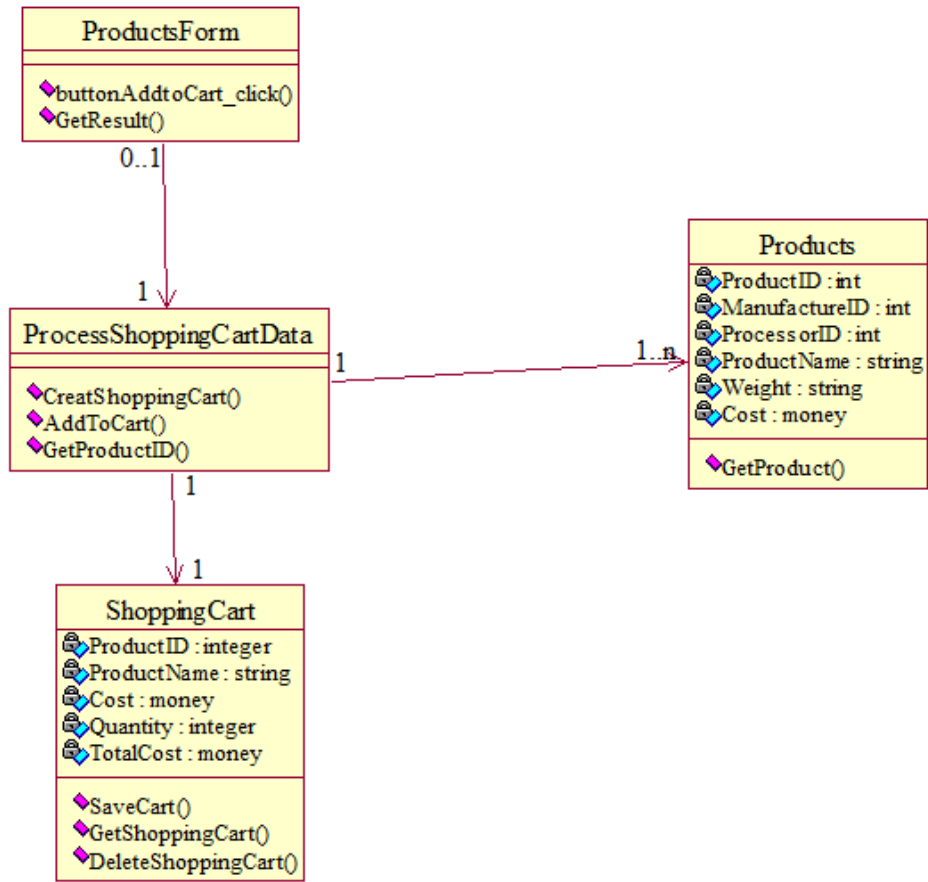 ProductsForm
buttonAddtoCart_click()
GetResult()
0..1
1
ProcessShoppingCartData
CreatShoppingCart()
AddToCart()
GetProductID()
1
1..n
Products
ProductID : int
ManufactureID : int
ProcessorID : int
ProductName : string
Weight : string
Cost : money
GetProduct()
1
1
ShoppingCart
ProductID : integer
ProductName : string
Cost : money
Quantity : integer
TotalCost : money
SaveCart()
GetShoppingCart()
DeleteShoppingCart()